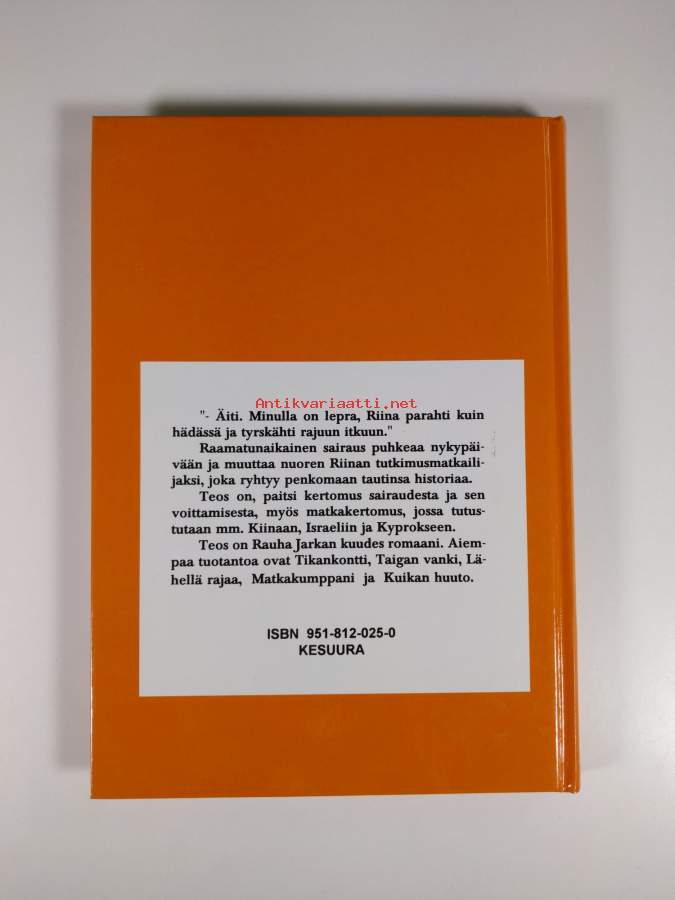 Antikvariaatti.net
"- Äiti. Minulla on lepra, Riina parahti kuin
hädässä ja tyrskähti rajuun itkuun."
Raamatunaikainen sairaus puhkeaa nykypäi-
vään ja muuttaa nuoren Riinan tutkimusmatkaili-
jaksi, joka ryhtyy penkomaan tautinsa historiaa.
Teos on, paitsi kertomus sairaudesta ja sen
voittamisesta, myös matkakertomus, jossa tutus-
tutaan mm. Kiinaan, Israeliin ja Kyprokseen.
Teos on Rauha Jarkan kuudes romaani. Aiem-
paa tuotantoa ovat Tikankontti, Taigan vanki, Lä-
hellä rajaa, Matkakumppani ja Kuikan huuto.
ISBN 951-812-025-0
KESUURA